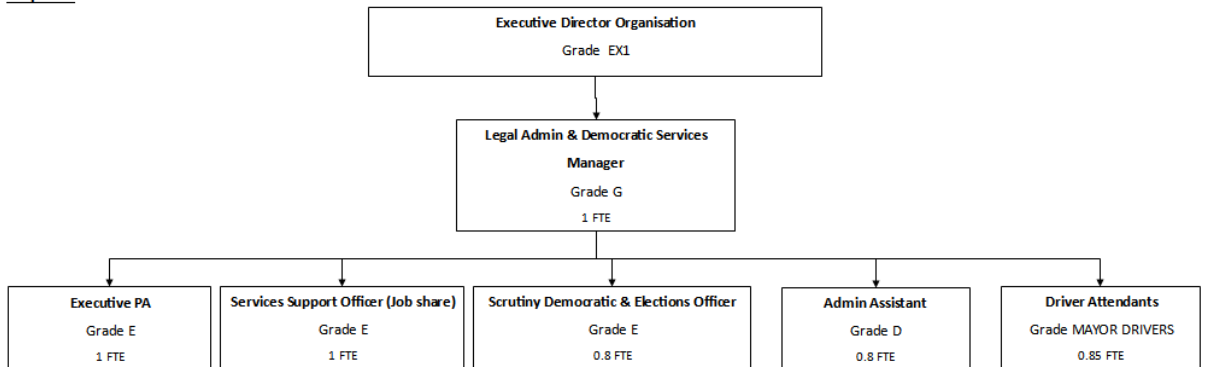 Executive Director Organisation
Grade EX1
Legal Admin & Democratic Services
Manager
Grade G
1 FTE
Executive PA
Grade E
1 FTE
Services Support Officer (Job share)
Grade E
1 FTE
Scrutiny Democratic & Elections Officer
Grade E
0.8 FTE
Admin Assistant
Grade D
0.8 FTE
Driver Attendants
Grade MAYOR DRIVERS
0.85 FTE